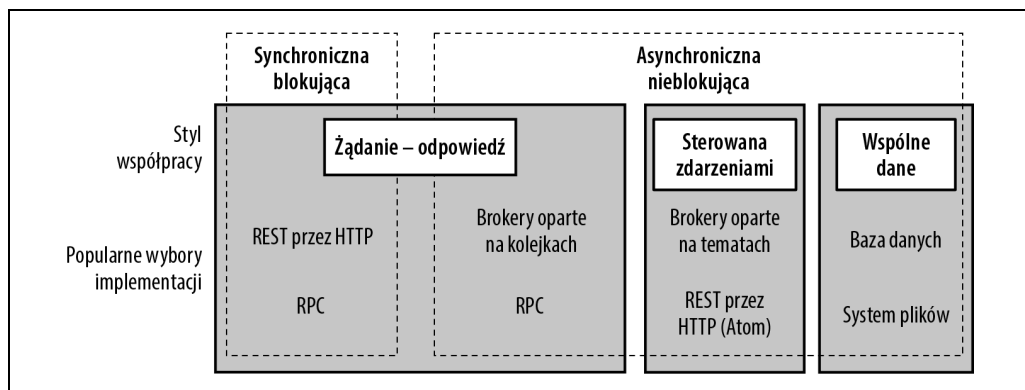 Synchroniczna
blokująca
Asynchroniczna
nieblokująca
Styl
współpracy
Żądanie – odpowiedź
Sterowana
zdarzeniami
Wspólne
dane
Popularne wybory
implementacji
REST przez HTTP
RPC
Brokery oparte
na kolejkach
RPC
Brokery oparte
na tematach
REST przez
HTTP (Atom)
Baza danych
System plików